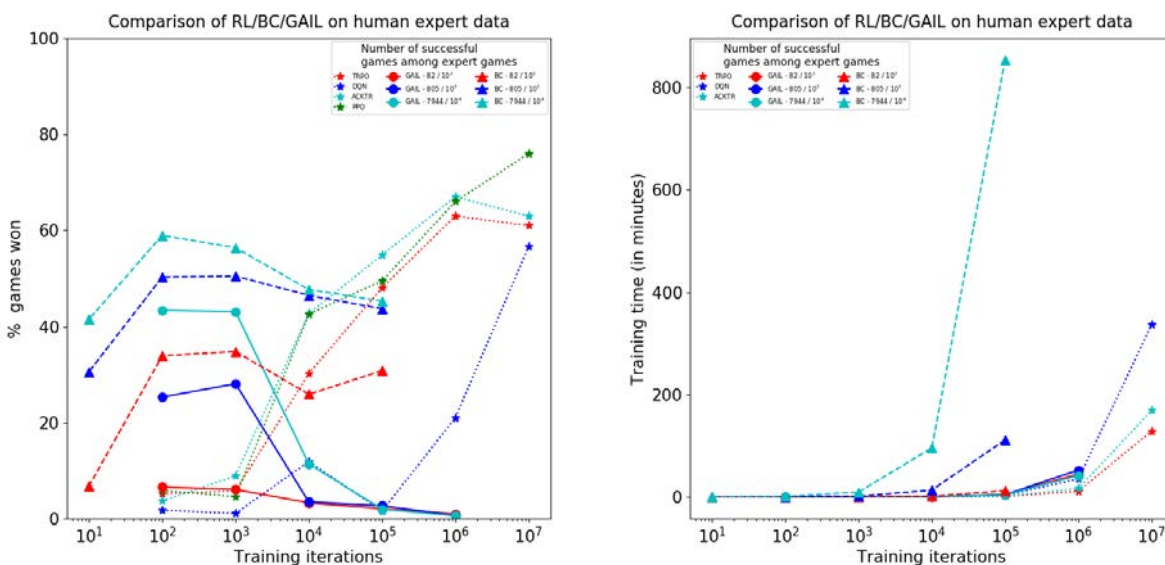 Comparison of RL/BC/GAIL on human expert data
100
80
60
40
20
0
% games won
Number of successful
games among expert games
TRPO
DQN
ACKTR
PPO
GAIL - 82 / 10²
GAIL - 805 / 10³
GAIL - 7944 / 10⁴
BC - 82 / 10²
BC - 805 / 10³
BC - 7944 / 10⁴
10¹ 10² 10³ 10⁴ 10⁵ 10⁶ 10⁷
Training iterations
Comparison of RL/BC/GAIL on human expert data
800
600
400
200
0
Training time (in minutes)
Number of successful
games among expert games
TRPO
DQN
ACKTR
GAIL - 82 / 10²
GAIL - 805 / 10³
GAIL - 7944 / 10⁴
BC - 82 / 10²
BC - 805 / 10³
BC - 7944 / 10⁴
10¹ 10² 10³ 10⁴ 10⁵ 10⁶ 10⁷
Training iterations